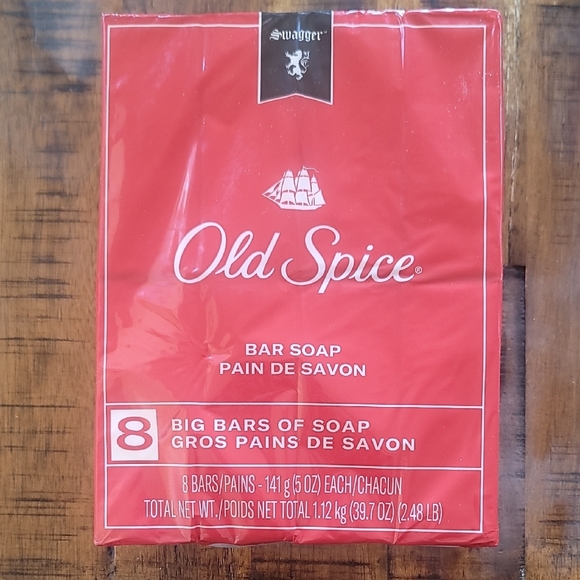 Swagger™
Old Spice®
BAR SOAP
PAIN DE SAVON
8
BIG BARS OF SOAP
GROS PAINS DE SAVON
8 BARS/PAINS - 141 g (5 OZ) EACH/CHACUN
TOTAL NET WT./POIDS NET TOTAL 1.12 kg (39.7 OZ) (2.48 LB)